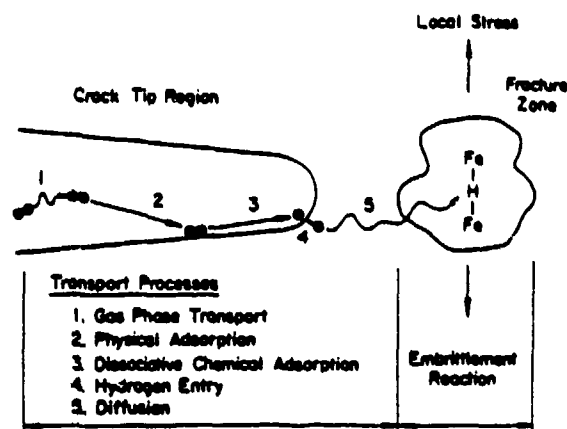 Local Stress
Fracture
Zone
Crack Tip Region
1
2
3
4
5
Fe
H
Fe
Transport Processes
1. Gas Phase Transport
2. Physical Adsorption
3. Dissociative Chemical Adsorption
4. Hydrogen Entry
5. Diffusion
Embrittlement
Reaction